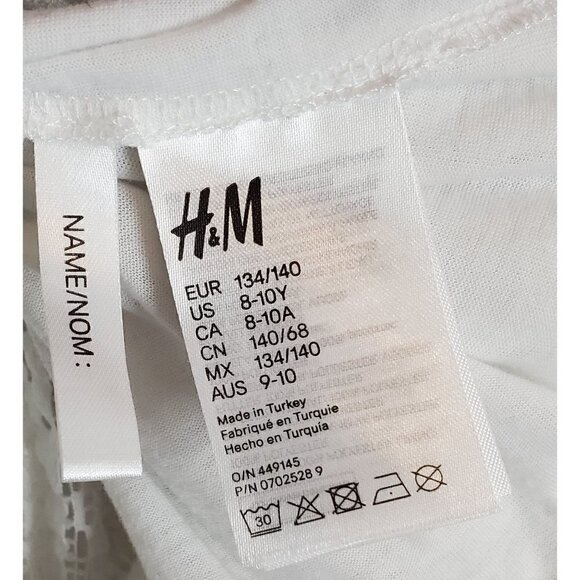 NAME/NOM:
H&M
EUR 134/140
US 8-10Y
CA 8-10A
CN 140/68
MX 134/140
AUS 9-10
Made in Turkey
Fabriqué en Turquie
Hecho en Turquía
O/N 449145
P/N 0702528 9
30